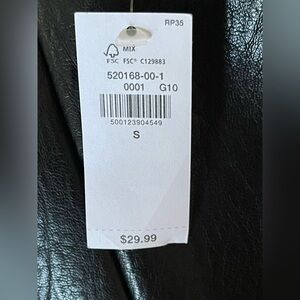 RP35
MIX
FSC FSC® C129883
520168-00-1
0001 G10
500123904549
S
$29.99